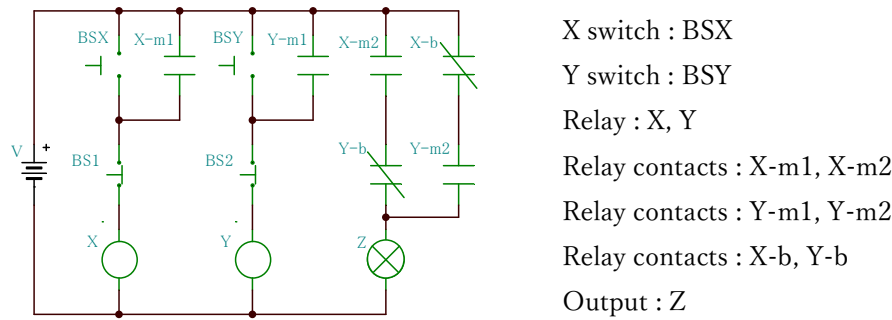 BSX X-m1 BSY Y-m1 X-m2 X-b
V +
BS1 BS2 Y-b Y-m2
X Y Z
X switch : BSX
Y switch : BSY
Relay : X, Y
Relay contacts : X-m1, X-m2
Relay contacts : Y-m1, Y-m2
Relay contacts : X-b, Y-b
Output : Z